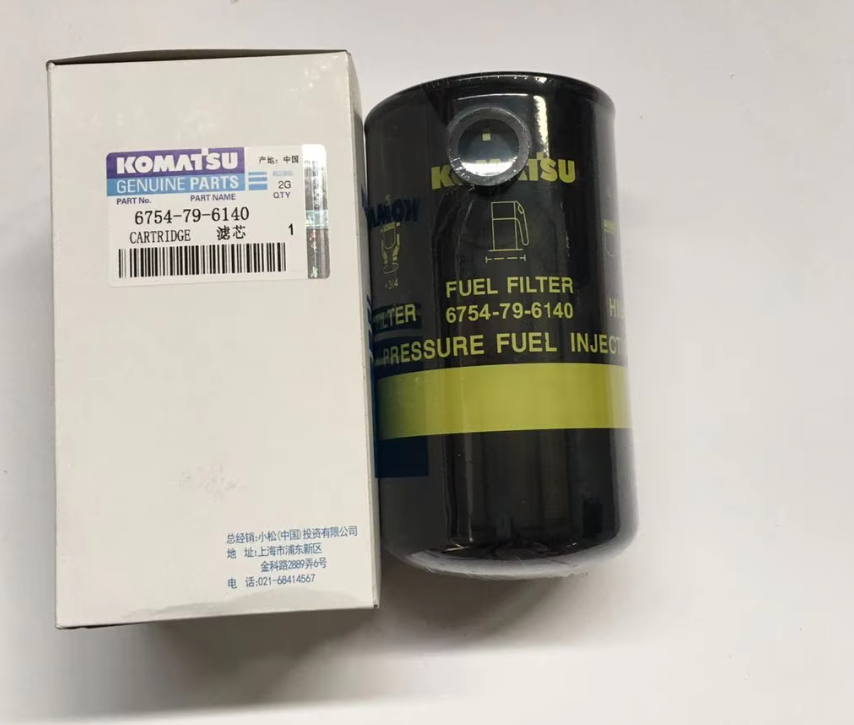 KOMATSU
产地: 中国
GENUINE PARTS
2G
PART No. PART NAME QTY
6754-79-6140
CARTRIDGE 滤芯 1
总经销:小松(中国)投资有限公司
地 址:上海市浦东新区
金科路2889弄6号
电 话:021-68414567
KOMATSU
KOMA
FUEL FILTER
6754-79-6140
LTER
HI
PRESSURE FUEL INJECT